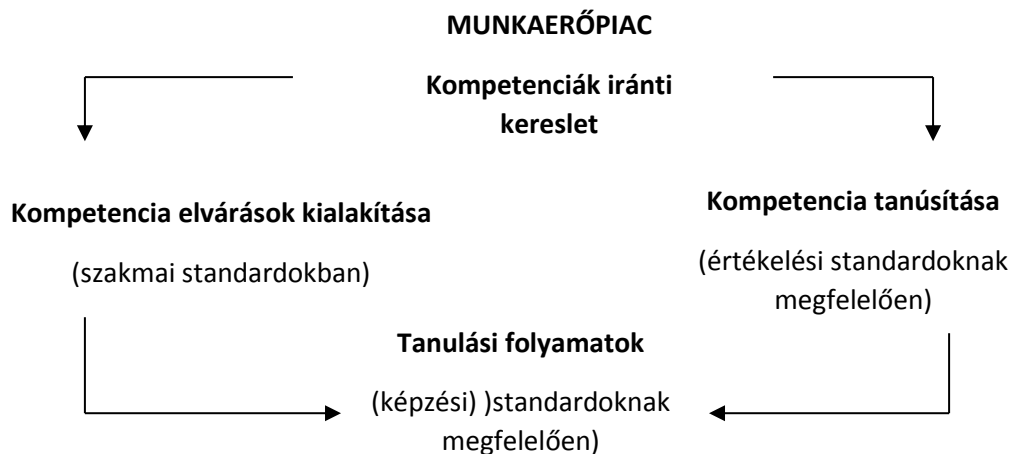 MUNKAERŐPIAC
Kompetenciák iránti
kereslet
Kompetencia elvárások kialakítása
(szakmai standardokban)
Kompetencia tanúsítása
(értékelési standardoknak
megfelelően)
Tanulási folyamatok
(képzési) )standardoknak
megfelelően)